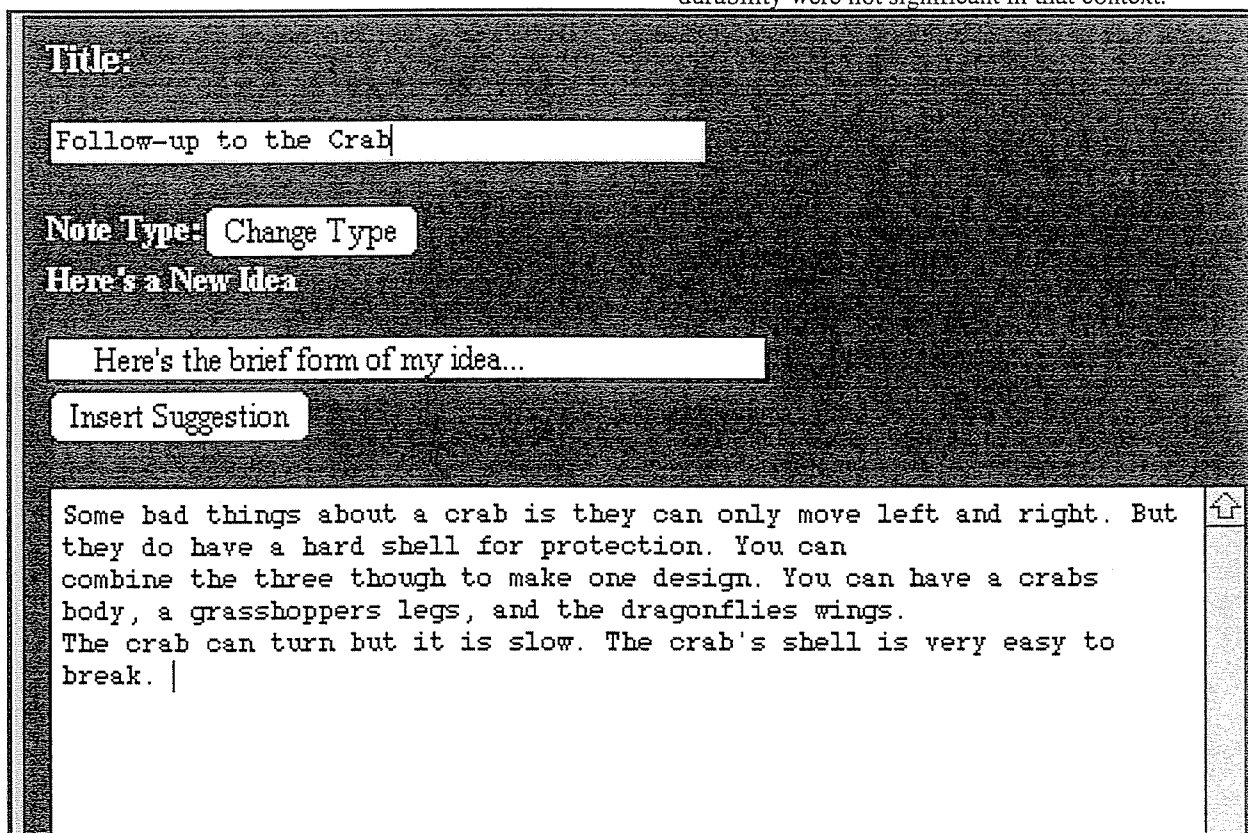 durability were not significant in that context.
Title:
Follow-up to the Crab
Note Type: Change Type
Here's a New Idea
Here's the brief form of my idea...
Insert Suggestion
Some bad things about a crab is they can only move left and right. But
they do have a hard shell for protection. You can
combine the three though to make one design. You can have a crabs
body, a grasshoppers legs, and the dragonflies wings.
The crab can turn but it is slow. The crab's shell is very easy to
break.